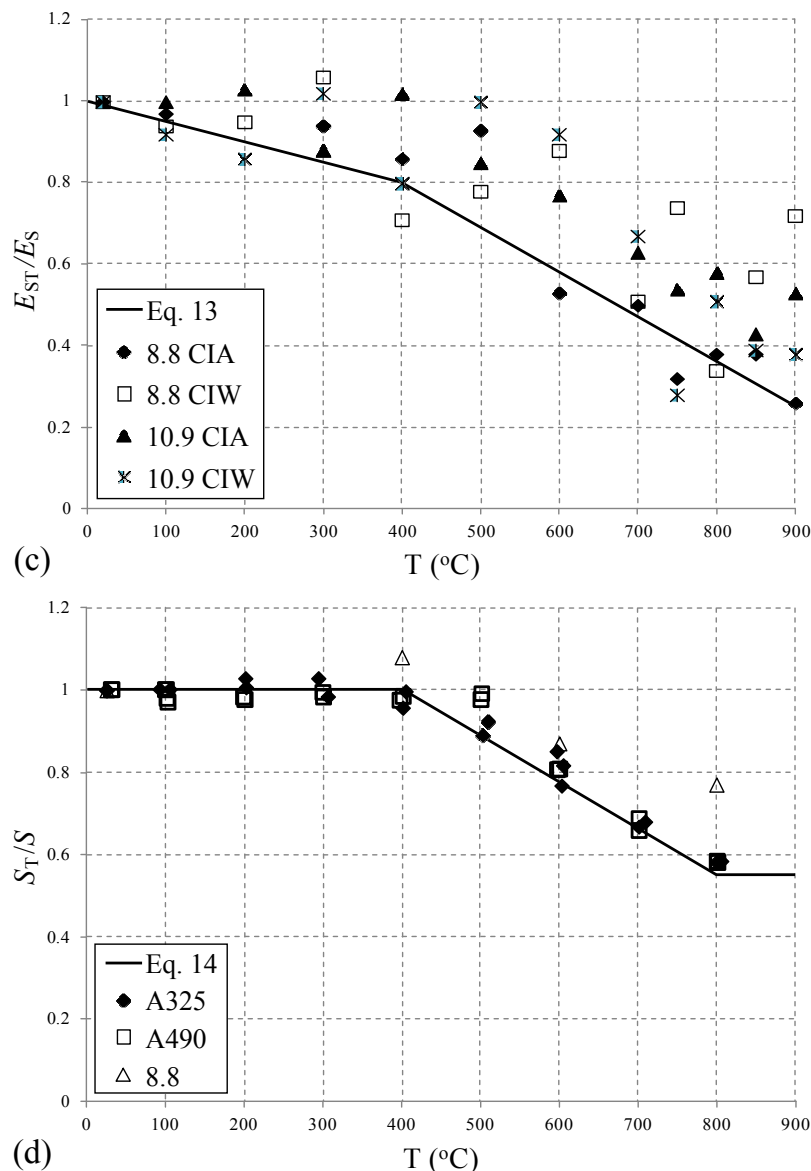 1.2
1
0.8
0.6
0.4
0.2
0
E_ST/E_S
Eq. 13
8.8 CIA
8.8 CIW
10.9 CIA
10.9 CIW
0 100 200 300 400 500 600 700 800 900
T (°C)
(c)
1.2
1
0.8
0.6
0.4
0.2
0
S_T/S
Eq. 14
A325
A490
8.8
0 100 200 300 400 500 600 700 800 900
T (°C)
(d)